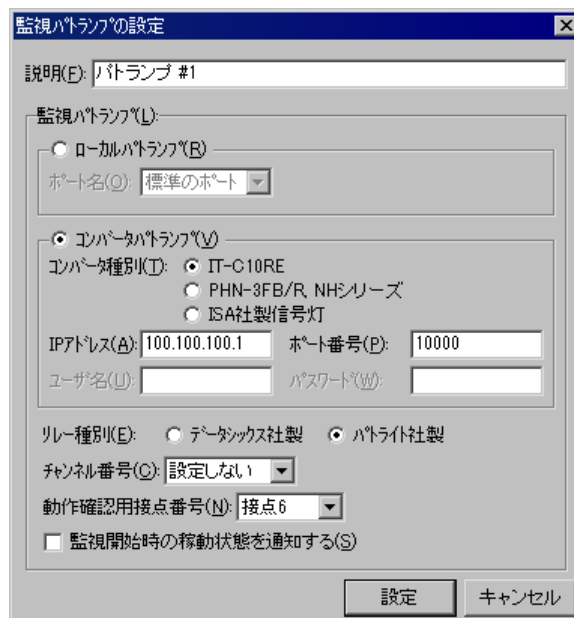 監視ﾊﾟﾄﾗﾝﾌﾟの設定
説明(F): パトランプ #1
監視ﾊﾟﾄﾗﾝﾌﾟ(L):
ﾛｰｶﾙﾊﾟﾄﾗﾝﾌﾟ(R)
ﾎﾟｰﾄ名(O): 標準のﾎﾟｰﾄ
ｺﾝﾊﾞｰﾀﾊﾟﾄﾗﾝﾌﾟ(V)
ｺﾝﾊﾞｰﾀ種別(T): IT-C10RE
PHN-3FB/R, NHシリーズ
ISA社製信号灯
IPｱﾄﾞﾚｽ(A): 100.100.100.1 ﾎﾟｰﾄ番号(P): 10000
ﾕｰｻﾞ名(U): ﾊﾟｽﾜｰﾄﾞ(W):
ﾘﾚｰ種別(E): ﾃﾞｰﾀｼｯｸｽ社製 ﾊﾟﾄﾗｲﾄ社製
ﾁｬﾝﾈﾙ番号(C): 設定しない
動作確認用接点番号(N): 接点6
監視開始時の稼動状態を通知する(S)
設定 キャンセル